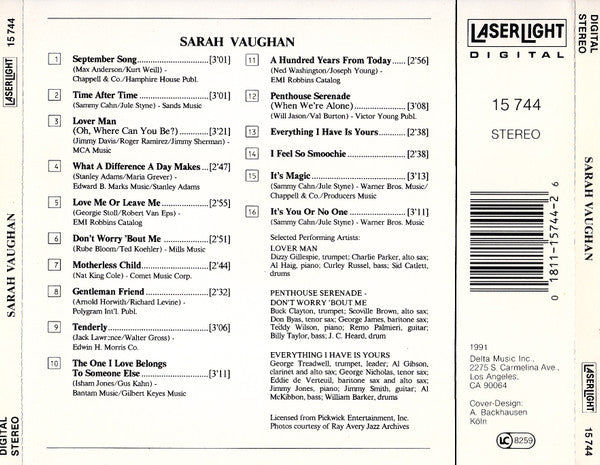 SARAH VAUGHAN
1 September Song.....................[3'01]
(Max Anderson/Kurt Weill) -
Chappell & Co./Hamphire House Publ.
2 Time After Time.....................[3'01]
(Sammy Cahn/Jule Styne) - Sands Music
3 Lover Man
(Oh, Where Can You Be?)............[3'21]
(Jimmy Davis/Roger Ramirez/Jimmy Sherman) -
MCA Music
4 What A Difference A Day Makes...[2'47]
(Stanley Adams/Maria Grever) -
Edward B. Marks Music/Stanley Adams
5 Love Me Or Leave Me................[2'55]
(Georgie Stoll/Robert Van Eps) -
EMI Robbins Catalog
6 Don't Worry 'Bout Me ..............[2'51]
(Rube Bloom/Ted Koehler) - Mills Music
7 Motherless Child.....................[2'44]
(Nat King Cole) - Comet Music Corp.
8 Gentleman Friend....................[2'32]
(Arnold Horwith/Richard Levine) -
Polygram Int'l Publ.
9 Tenderly...............................[3'06]
(Jack Lawrance/Walter Gross) -
Edwin H. Morris Co.
10 The One I Love Belongs
To Someone Else.....................[3'11]
(Isham Jones/Gus Kahn) -
Bantam Music/Gilbert Keyes Music
11 A Hundred Years From Today.....[2'56]
(Ned Washington/Joseph Young) -
EMI Robbins Catalog
12 Penthouse Serenade
(When We're Alone)..................[3'08]
(Will Jason/Val Burton) - Victor Young Publ.
13 Everything I Have Is Yours.........[2'38]
14 I Feel So Smoochie..................[2'38]
15 It's Magic.............................[3'13]
(Sammy Cahn/Jule Styne) - Warner Bros. Music/
Chappell & Co./Producers Music
16 It's You Or No One..................[3'11]
(Sammy Cahn/Jule Styne) - Warner Bros. Music
Selected Performing Artists:
LOVER MAN
Dizzy Gillespie, trumpet; Charlie Parker, alto sax;
Al Haig, piano; Curley Russel, bass; Sid Catlett,
drums
PENTHOUSE SERENADE -
DON'T WORRY 'BOUT ME
Buck Clayton, trumpet; Scoville Brown, alto sax;
Don Byas, tenor sax; George James, baritone sax;
Teddy Wilson, piano; Remo Palmieri, guitar;
Billy Taylor, bass; J. C. Heard, drum
EVERYTHING I HAVE IS YOURS
George Treadwell, trumpet, leader; Al Gibson,
clarinet and alto sax; George Nicholas, tenor sax;
Eddie de Verteuil, baritone sax and alto sax;
Jimmy Jones, piano; Jimmy Smith, guitar; Al
McKibbon, bass; William Barker, drums
Licensed from Pickwick Entertainment, Inc.
Photos courtesy of Ray Avery Jazz Archives
LASERLIGHT
DIGITAL
15 744
STEREO
0 1811-15744-2 6
1991
Delta Music Inc.,
2275 S. Carmelina Ave.,
Los Angeles,
CA 90064
Cover-Design:
A. Backhausen
Köln
LC 8259
15 744
LASERLIGHT
SARAH VAUGHAN
DIGITAL
STEREO
DIGITAL
STEREO
SARAH VAUGHAN
LASERLIGHT
15 744